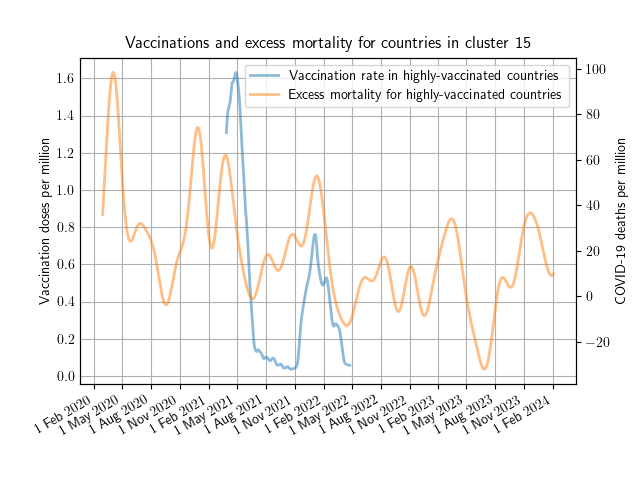 Vaccinations and excess mortality for countries in cluster 15
Vaccination rate in highly-vaccinated countries
Excess mortality for highly-vaccinated countries
Vaccination doses per million
1.6
1.4
1.2
1.0
0.8
0.6
0.4
0.2
0.0
100
80
60
40
20
0
−20
COVID-19 deaths per million
1 Feb 2020
1 May 2020
1 Aug 2020
1 Nov 2020
1 Feb 2021
1 May 2021
1 Aug 2021
1 Nov 2021
1 Feb 2022
1 May 2022
1 Aug 2022
1 Nov 2022
1 Feb 2023
1 May 2023
1 Aug 2023
1 Nov 2023
1 Feb 2024